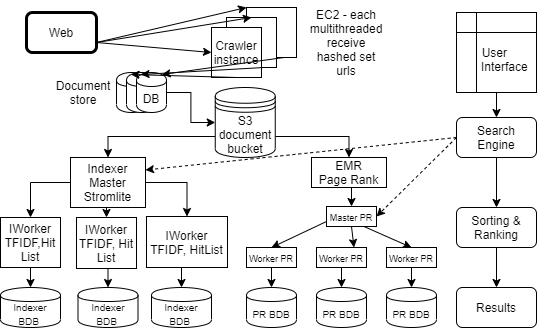 Web
EC2 - each
multithreaded
receive
hashed set
urls
Crawler
instance
User
Interface
Document
store
DB
S3
document
bucket
Search
Engine
Indexer
Master
Stromlite
EMR
Page Rank
Master PR
Sorting &
Ranking
IWorker
TFIDF,Hit
List
IWorker
TFIDF, Hit
List
IWorker
TFIDF, HitList
Worker PR
Worker PR
Worker PR
Indexer
BDB
Indexer
BDB
Indexer
BDB
PR BDB
PR BDB
PR BDB
Results